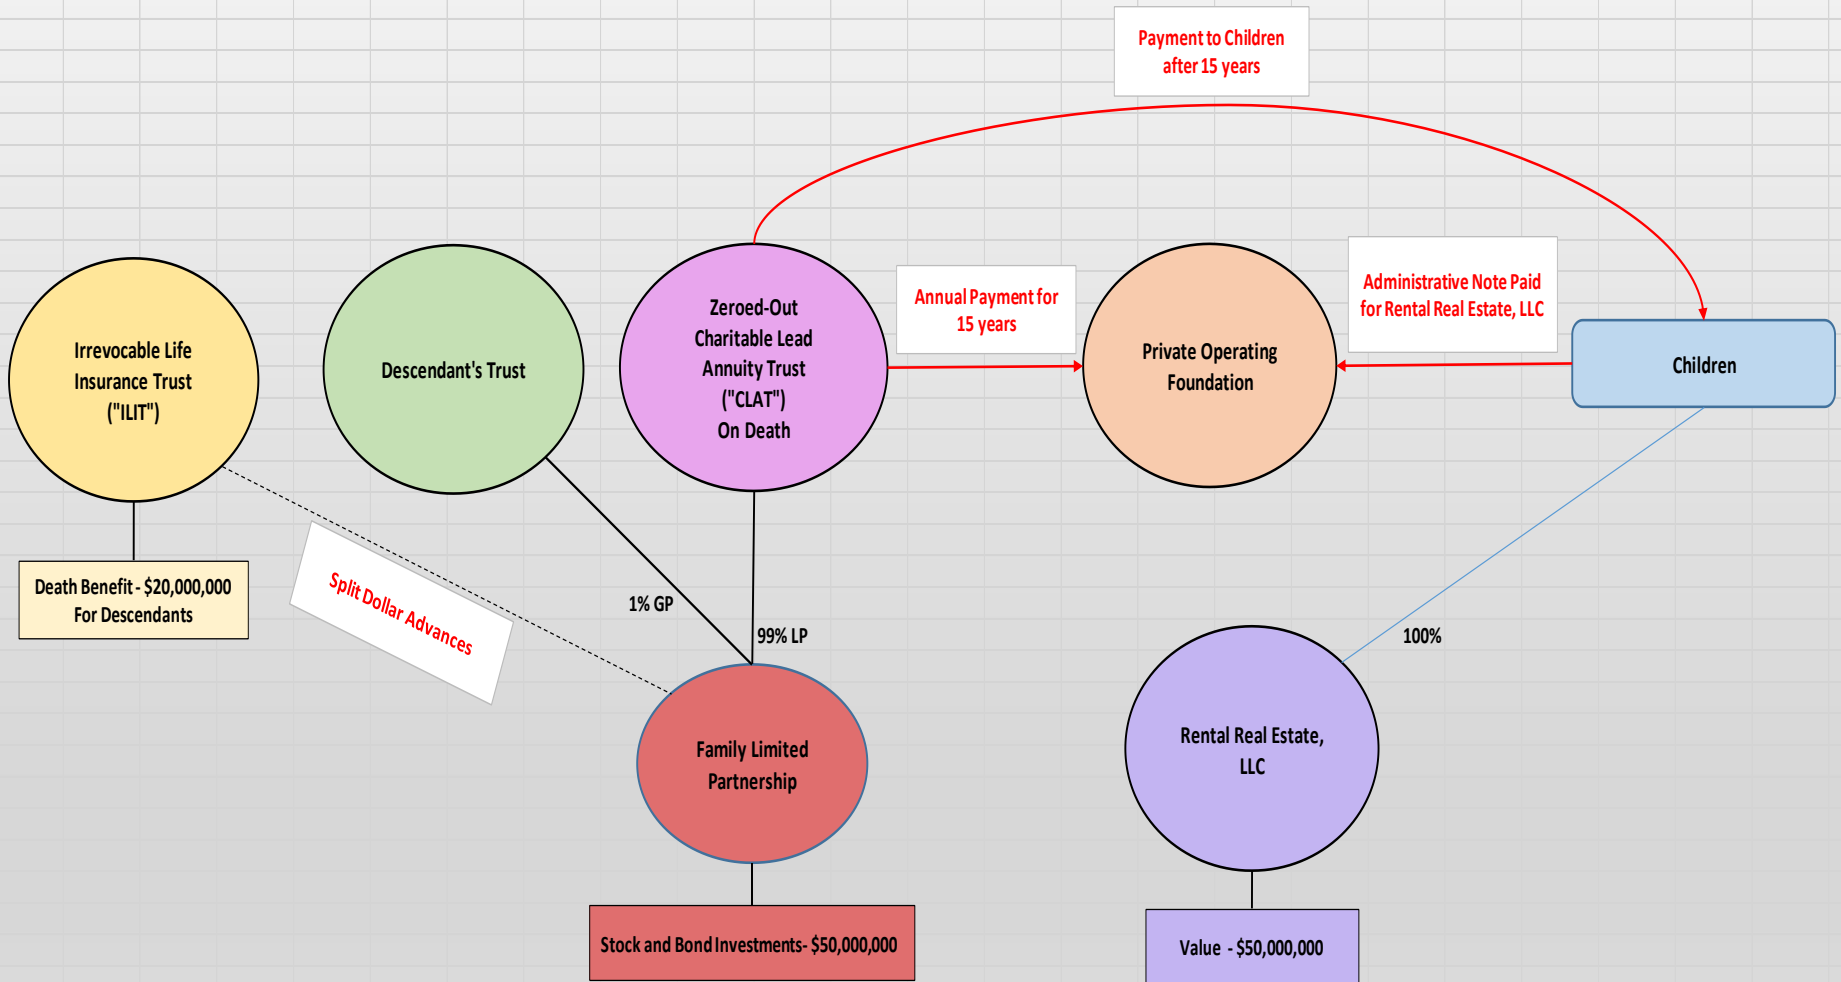 Payment to Children
after 15 years
Irrevocable Life
Insurance Trust
("ILIT")
Descendant's Trust
Zeroed-Out
Charitable Lead
Annuity Trust
("CLAT")
On Death
Annual Payment for
15 years
Private Operating
Foundation
Administrative Note Paid
for Rental Real Estate, LLC
Children
Death Benefit - $20,000,000
For Descendants
Split Dollar Advances
1% GP
99% LP
100%
Family Limited
Partnership
Rental Real Estate,
LLC
Stock and Bond Investments- $50,000,000
Value - $50,000,000